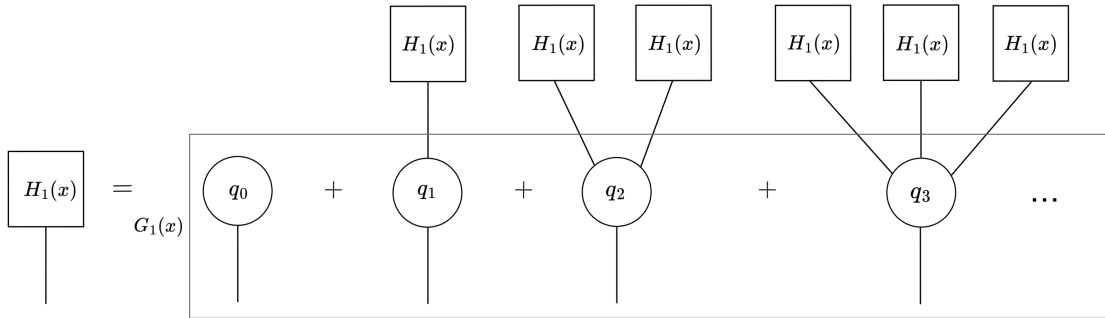 H₁(x) H₁(x) H₁(x) H₁(x) H₁(x) H₁(x)
H₁(x) = q₀ + q₁ + q₂ + q₃ ...
G₁(x)